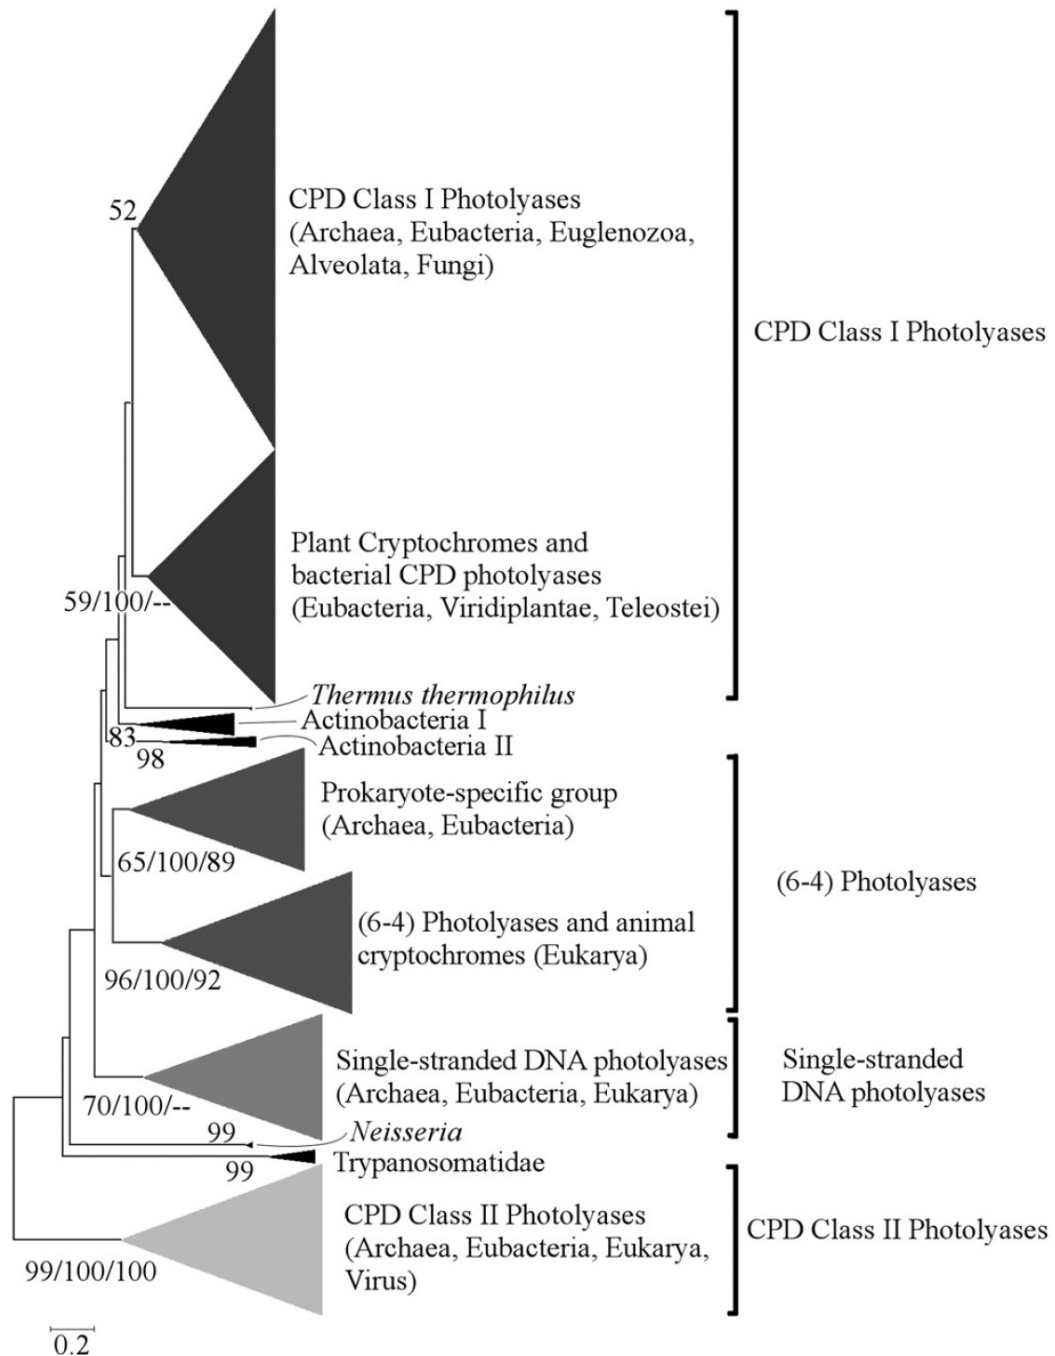 52
CPD Class I Photolyases
(Archaea, Eubacteria, Euglenozoa,
Alveolata, Fungi)
CPD Class I Photolyases
Plant Cryptochromes and
bacterial CPD photolyases
(Eubacteria, Viridiplantae, Teleostei)
59/100/--
Thermus thermophilus
Actinobacteria I
83
Actinobacteria II
98
Prokaryote-specific group
(Archaea, Eubacteria)
65/100/89
(6-4) Photolyases
(6-4) Photolyases and animal
cryptochromes (Eukarya)
96/100/92
Single-stranded DNA photolyases
(Archaea, Eubacteria, Eukarya)
Single-stranded
DNA photolyases
70/100/--
99
Neisseria
99
Trypanosomatidae
CPD Class II Photolyases
(Archaea, Eubacteria, Eukarya,
Virus)
CPD Class II Photolyases
99/100/100
0.2